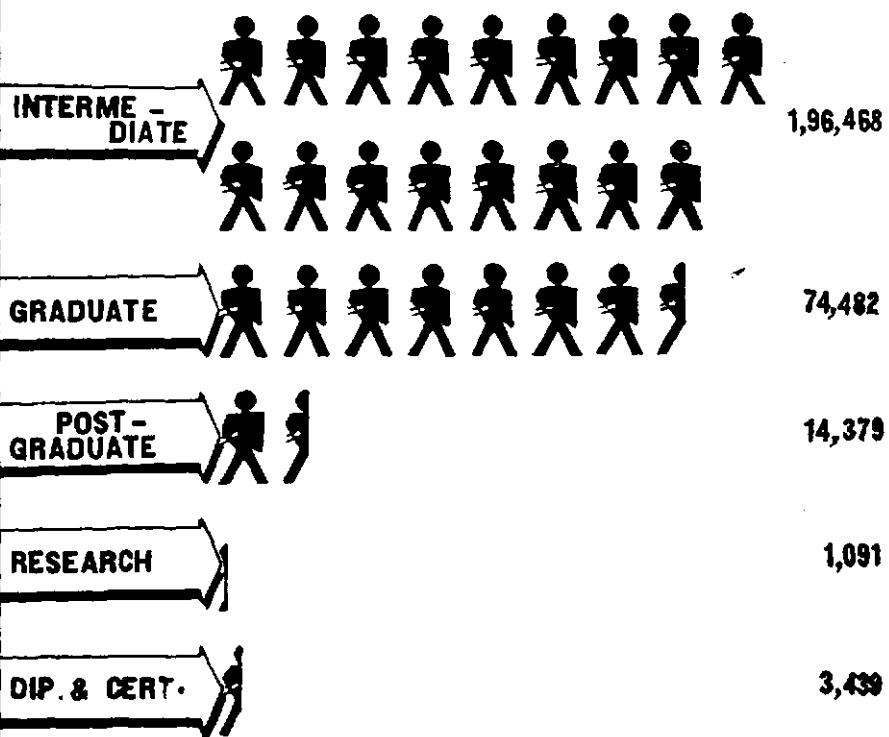 INTERME-
DIATE
1,96,468
GRADUATE
74,482
POST-
GRADUATE
14,379
RESEARCH
1,091
DIP. & CERT.
3,439